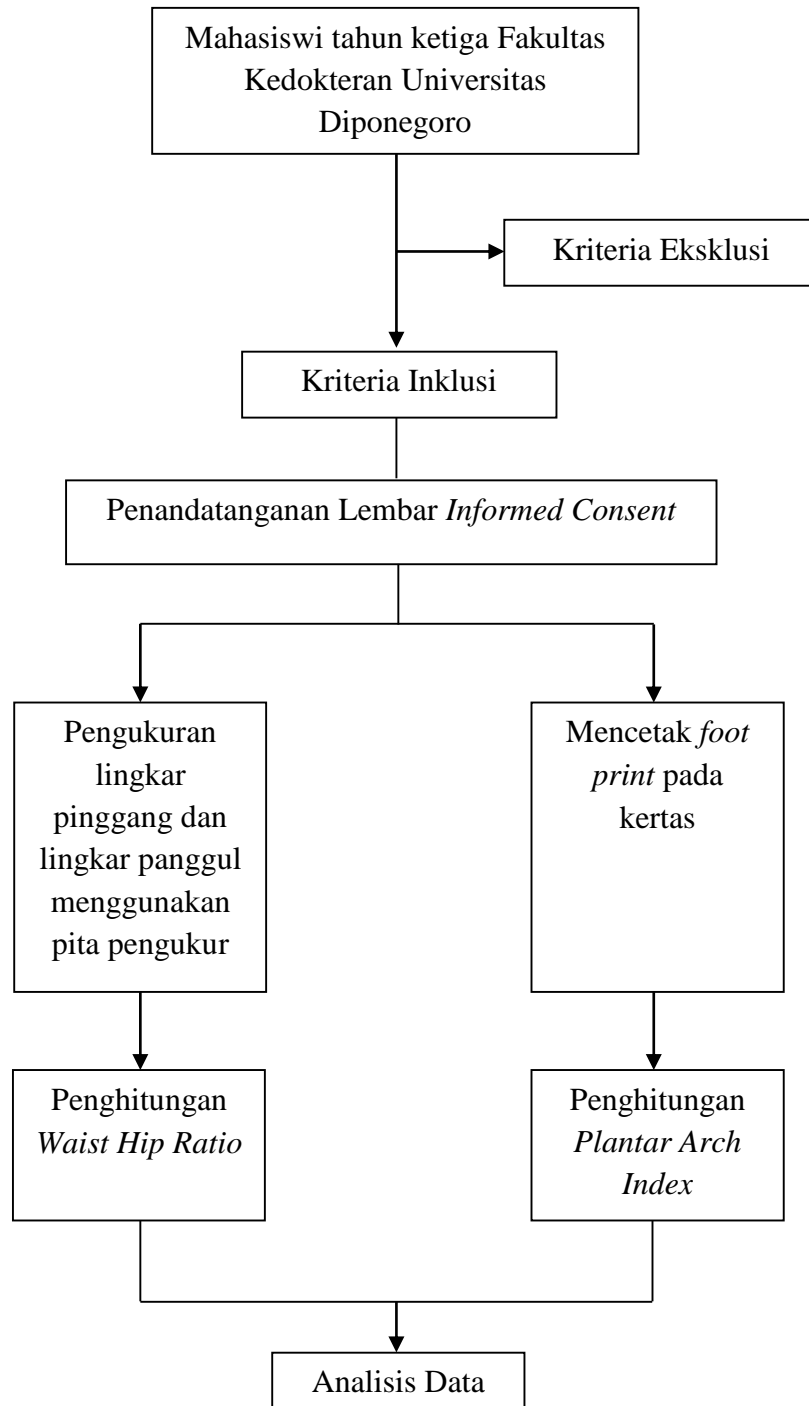 Mahasiswi tahun ketiga Fakultas
Kedokteran Universitas
Diponegoro
Kriteria Eksklusi
Kriteria Inklusi
Penandatanganan Lembar Informed Consent
Pengukuran
lingkar
pinggang dan
lingkar panggul
menggunakan
pita pengukur
Mencetak foot
print pada
kertas
Penghitungan
Waist Hip Ratio
Penghitungan
Plantar Arch
Index
Analisis Data